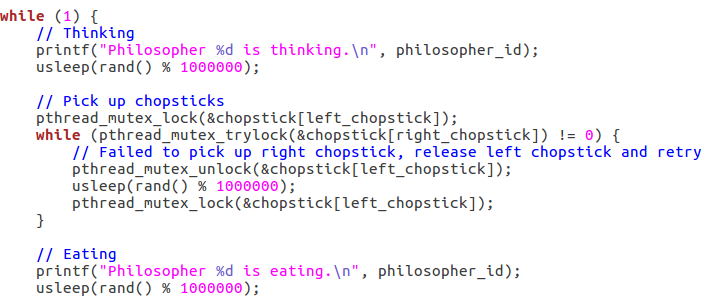 while (1) {
    // Thinking
    printf("Philosopher %d is thinking.\n", philosopher_id);
    usleep(rand() % 1000000);

    // Pick up chopsticks
    pthread_mutex_lock(&chopstick[left_chopstick]);
    while (pthread_mutex_trylock(&chopstick[right_chopstick]) != 0) {
        // Failed to pick up right chopstick, release left chopstick and retry
        pthread_mutex_unlock(&chopstick[left_chopstick]);
        usleep(rand() % 1000000);
        pthread_mutex_lock(&chopstick[left_chopstick]);
    }

    // Eating
    printf("Philosopher %d is eating.\n", philosopher_id);
    usleep(rand() % 1000000);